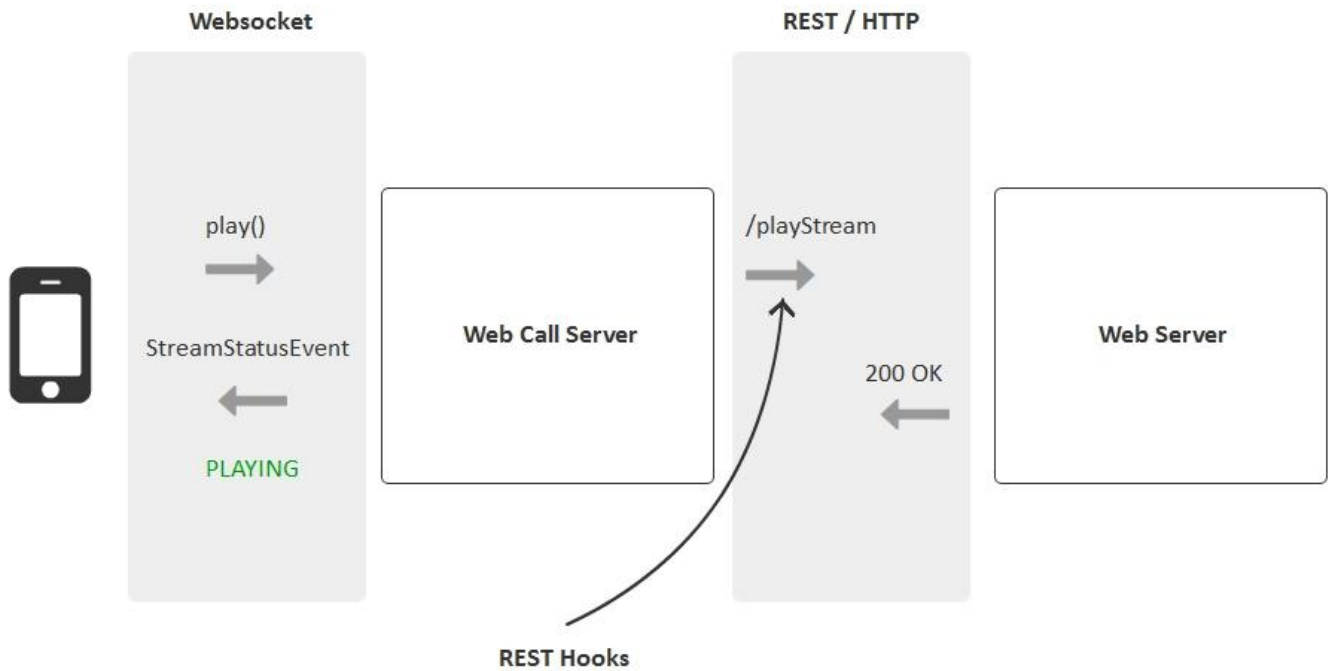 Websocket
REST / HTTP
play()
/playStream
Web Call Server
Web Server
StreamStatusEvent
200 OK
PLAYING
REST Hooks